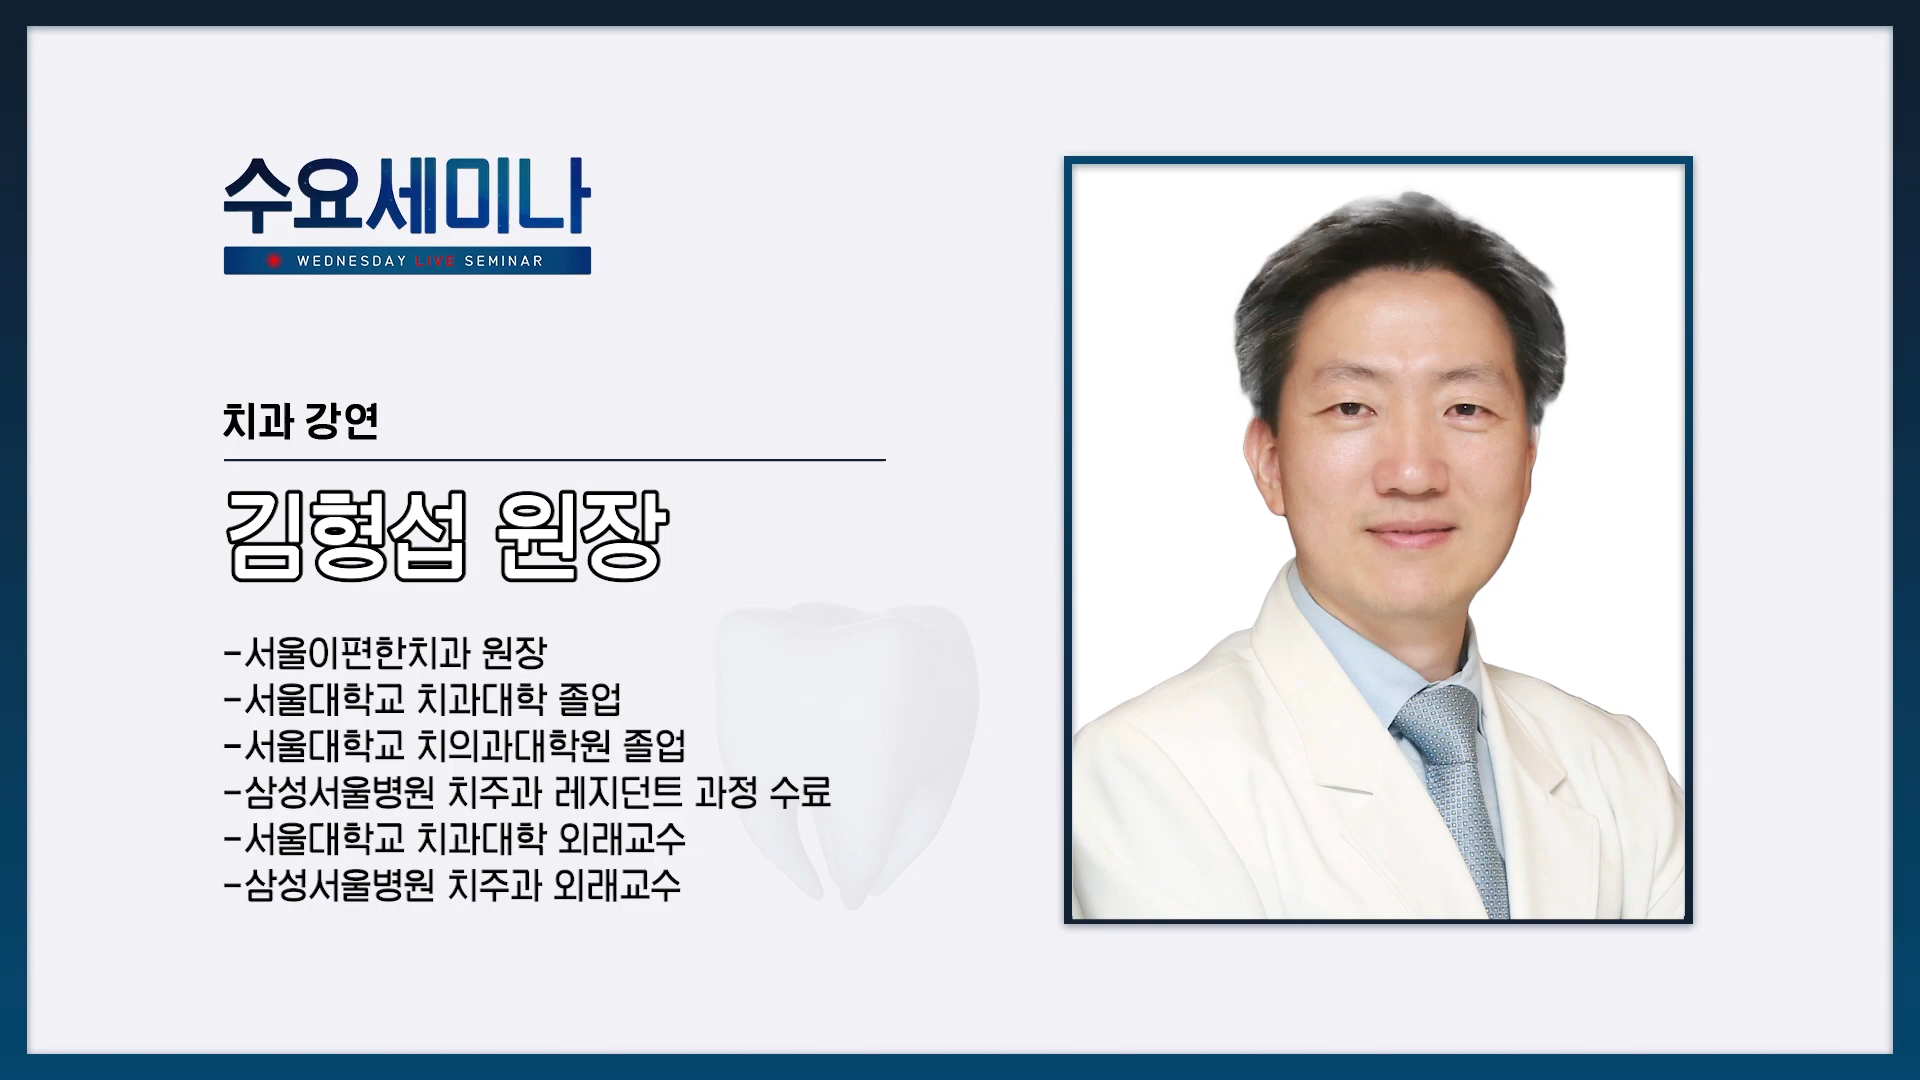 수요세미나
WEDNESDAY LIVE SEMINAR
치과 강연
김형섭 원장
-서울이편한치과 원장
-서울대학교 치과대학 졸업
-서울대학교 치의과대학원 졸업
-삼성서울병원 치주과 레지던트 과정 수료
-서울대학교 치과대학 외래교수
-삼성서울병원 치주과 외래교수